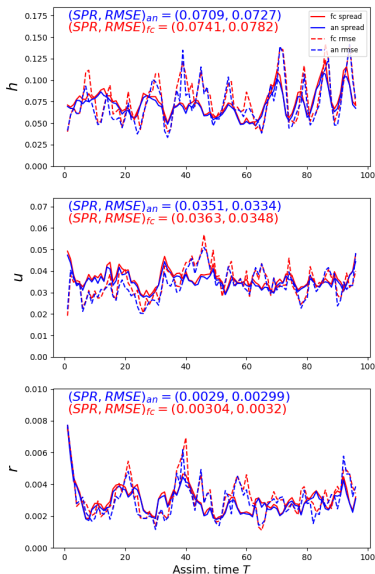 (SPR, RMSE)an = (0.0709, 0.0727)
(SPR, RMSE)fc = (0.0741, 0.0782)
fc spread
an spread
fc rmse
an rmse
0.175
0.150
0.125
0.100
0.075
0.050
0.025
0.000
h
0 20 40 60 80 100
(SPR, RMSE)an = (0.0351, 0.0334)
(SPR, RMSE)fc = (0.0363, 0.0348)
0.07
0.06
0.05
0.04
0.03
0.02
0.01
0.00
u
0 20 40 60 80 100
(SPR, RMSE)an = (0.0029, 0.00299)
(SPR, RMSE)fc = (0.00304, 0.0032)
0.010
0.008
0.006
0.004
0.002
0.000
r
0 20 40 60 80 100
Assim. time T